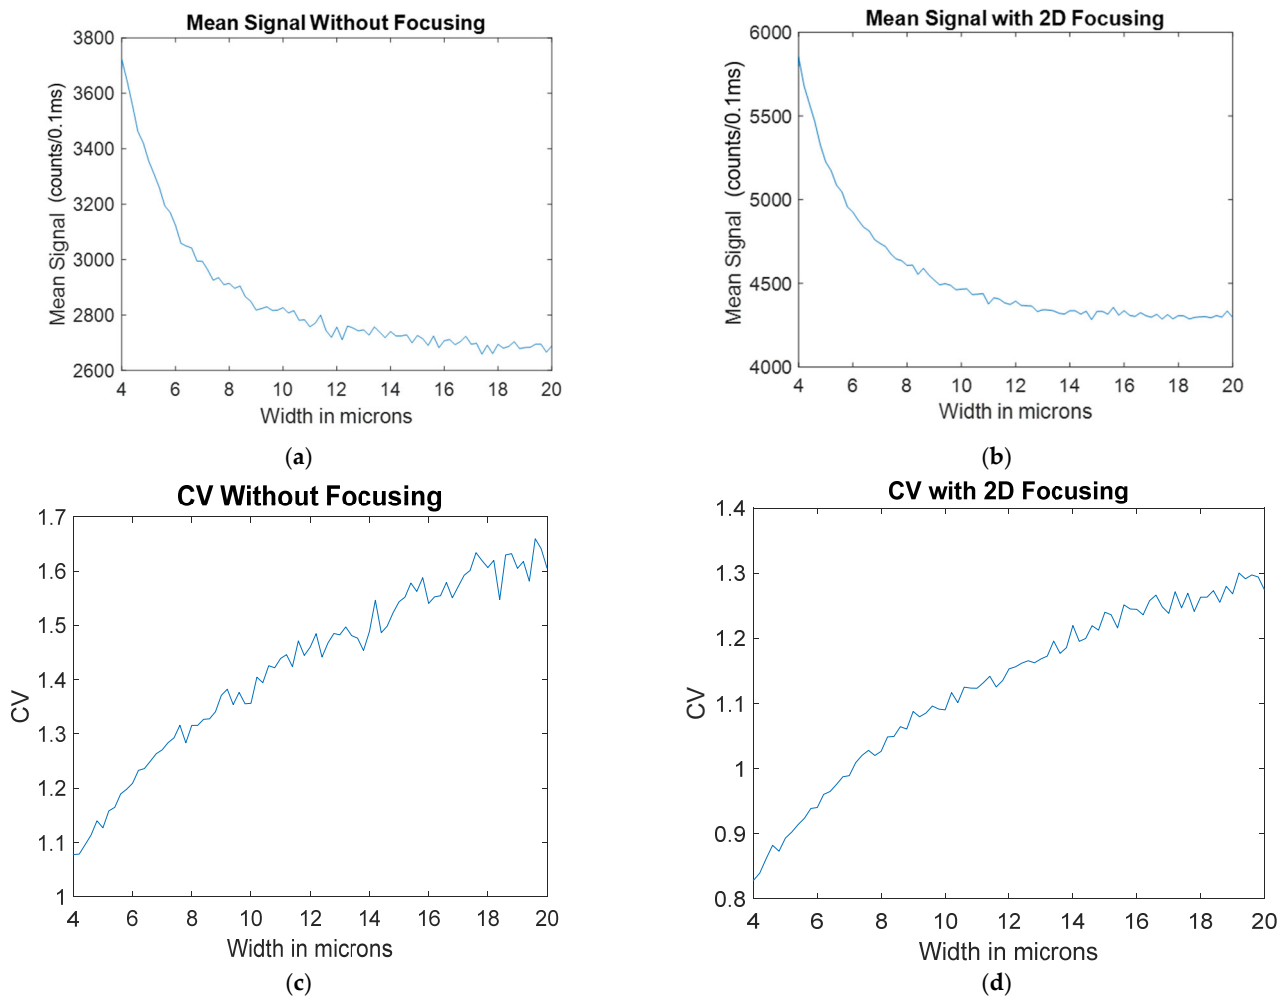 Mean Signal Without Focusing
3800
3600
3400
3200
3000
2800
2600
Mean Signal (counts/0.1ms)
4 6 8 10 12 14 16 18 20
Width in microns
(a)
Mean Signal with 2D Focusing
6000
5500
5000
4500
4000
Mean Signal (counts/0.1ms)
4 6 8 10 12 14 16 18 20
Width in microns
(b)
CV Without Focusing
1.7
1.6
1.5
1.4
1.3
1.2
1.1
1
CV
4 6 8 10 12 14 16 18 20
Width in microns
(c)
CV with 2D Focusing
1.4
1.3
1.2
1.1
1
0.9
0.8
CV
4 6 8 10 12 14 16 18 20
Width in microns
(d)